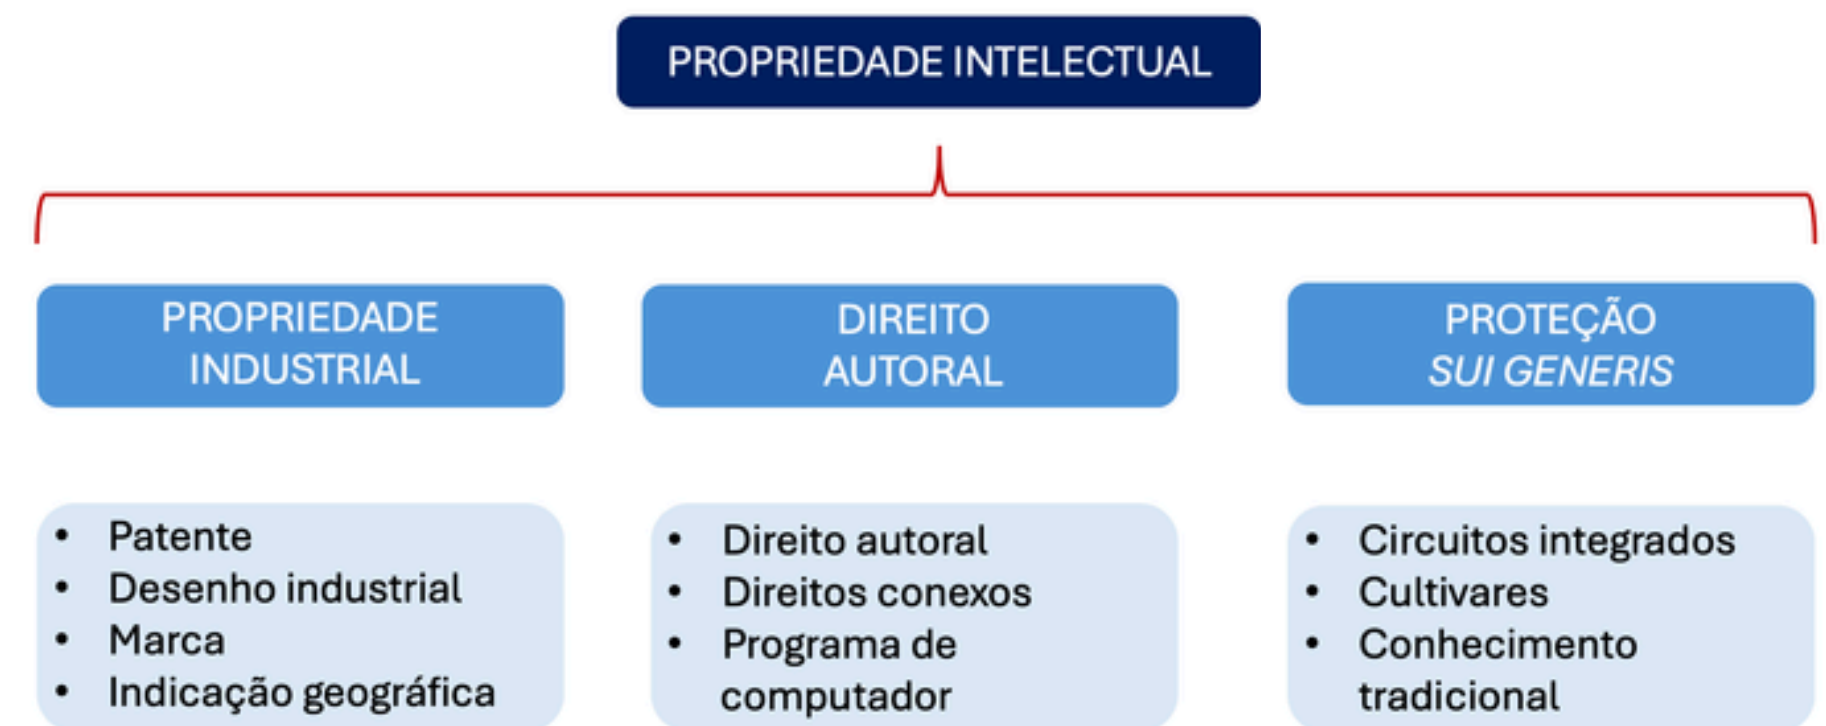 PROPRIEDADE INTELECTUAL
PROPRIEDADE
INDUSTRIAL
DIREITO
AUTORAL
PROTEÇÃO
SUI GENERIS
• Patente
• Desenho industrial
• Marca
• Indicação geográfica
• Direito autoral
• Direitos conexos
• Programa de
computador
• Circuitos integrados
• Cultivares
• Conhecimento
tradicional